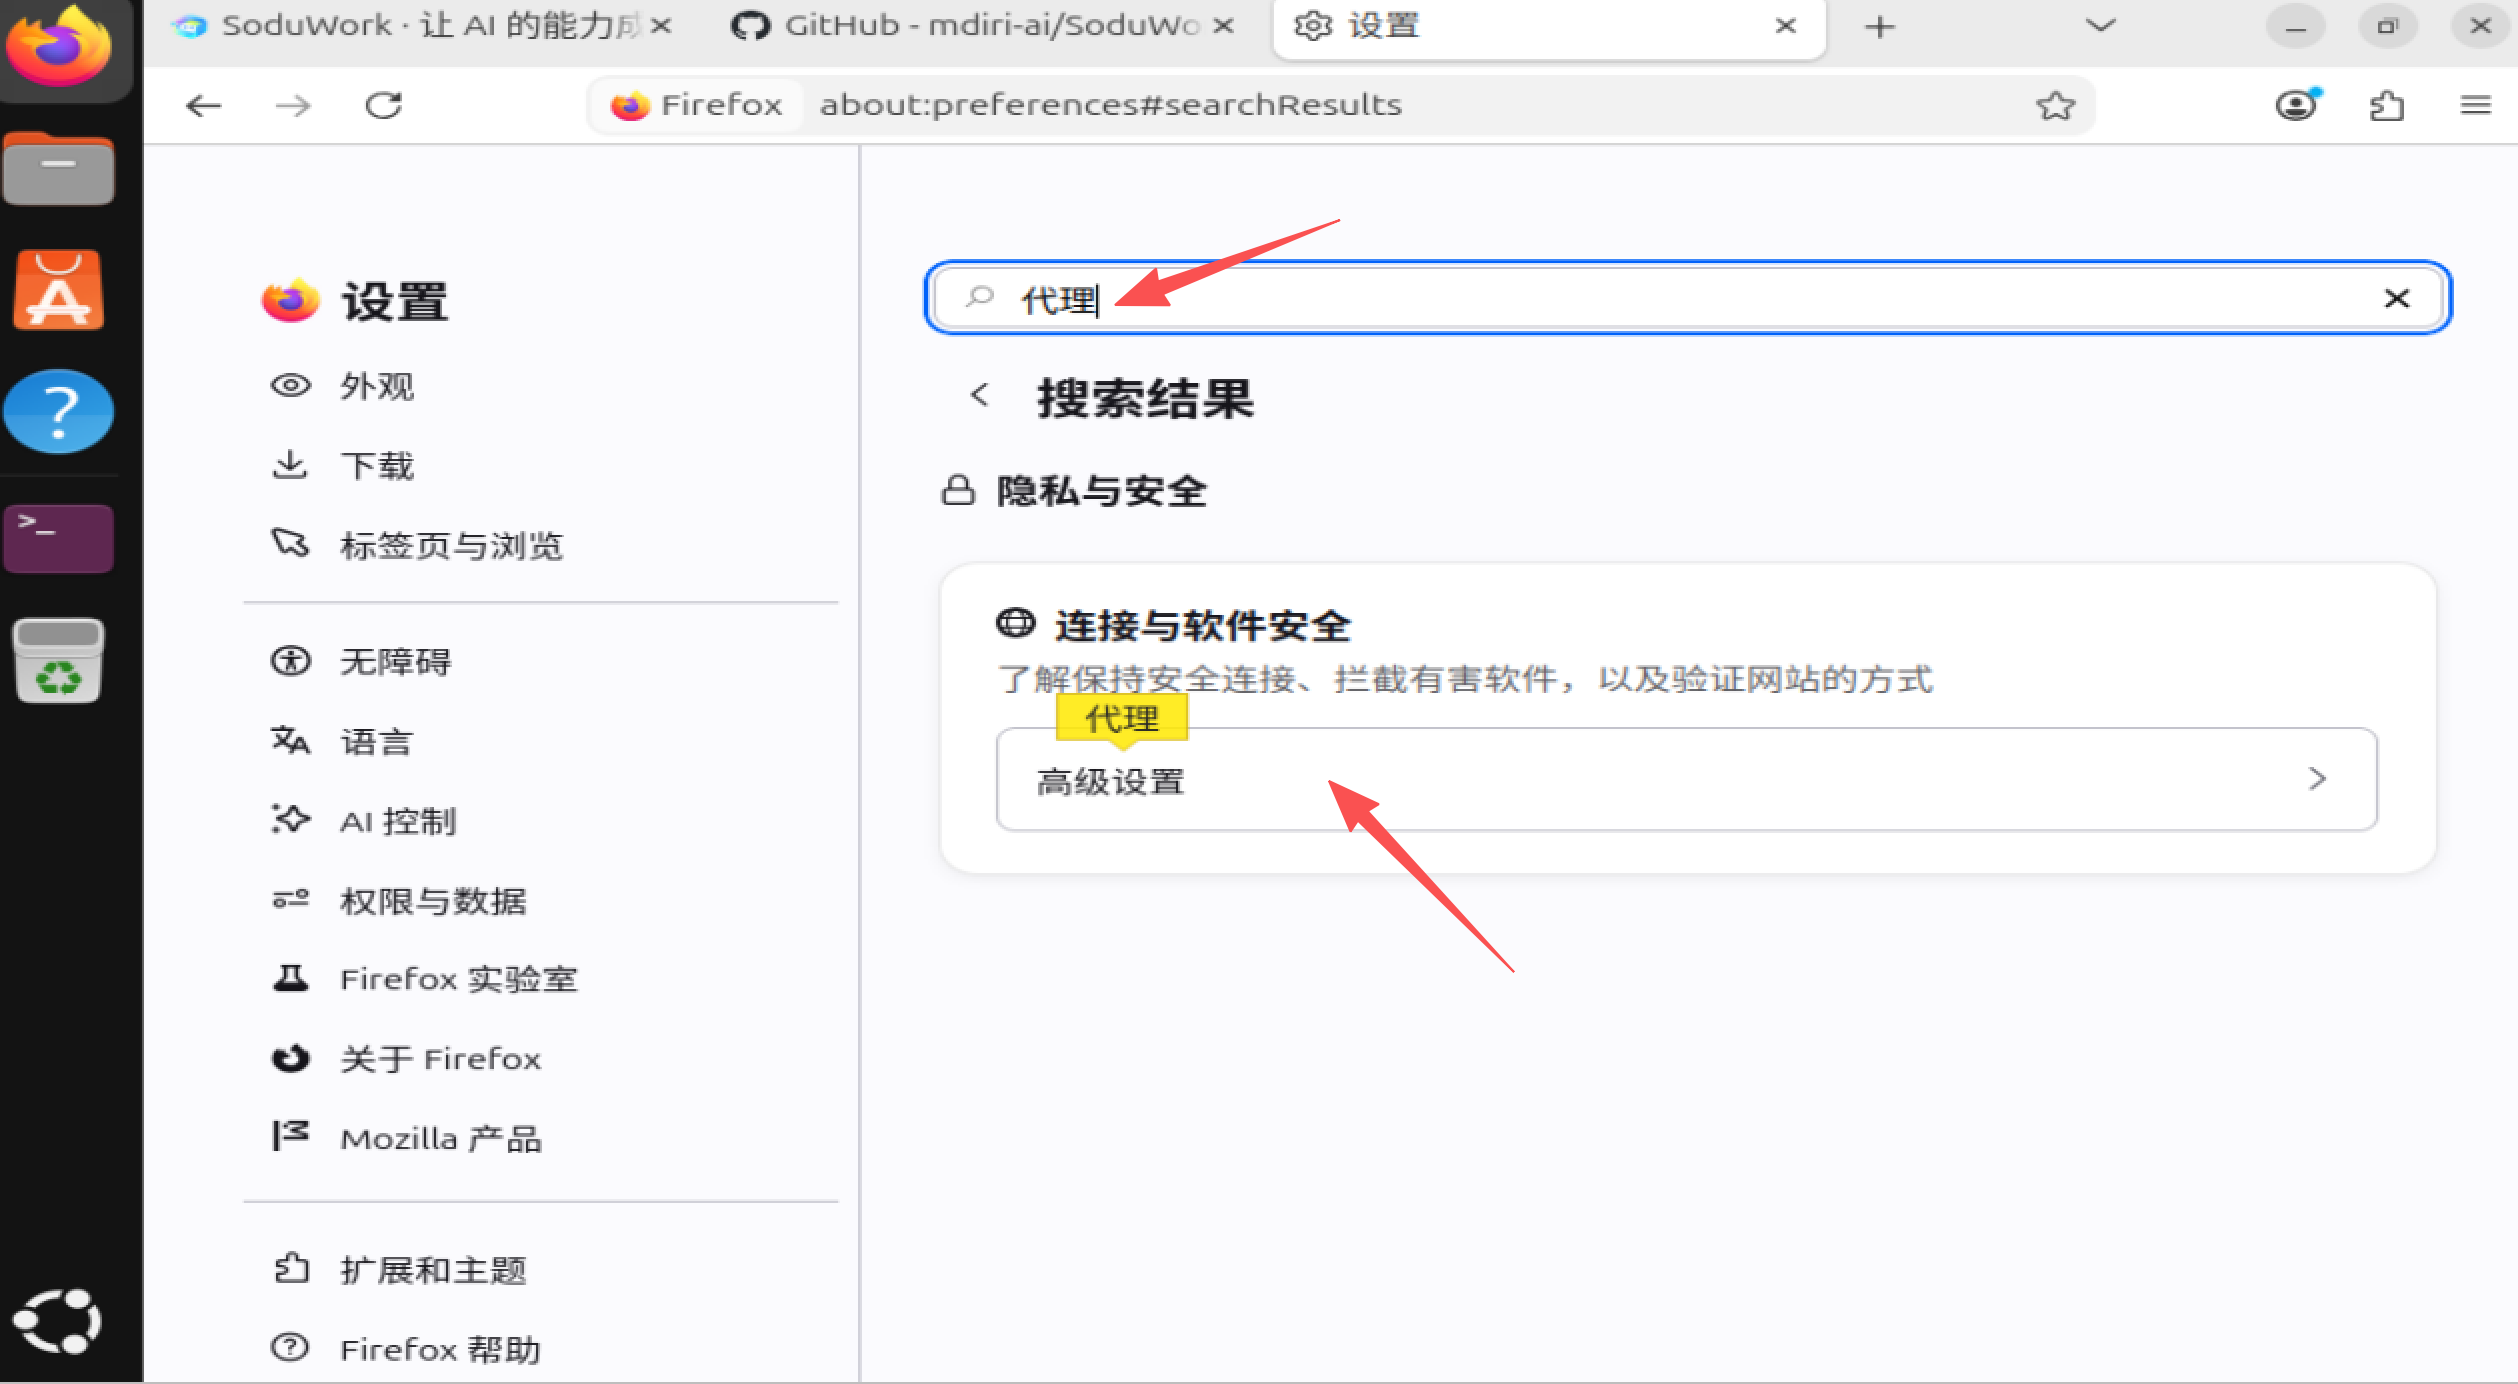 SoduWork · 让 AI 的能力成
GitHub - mdiri-ai/SoduWo
设置
Firefox
about:preferences#searchResults
设置
外观
下载
标签页与浏览
无障碍
语言
AI 控制
权限与数据
Firefox 实验室
关于 Firefox
Mozilla 产品
扩展和主题
Firefox 帮助
代理
搜索结果
隐私与安全
连接与软件安全
了解保持安全连接、拦截有害软件，以及验证网站的方式
代理
高级设置